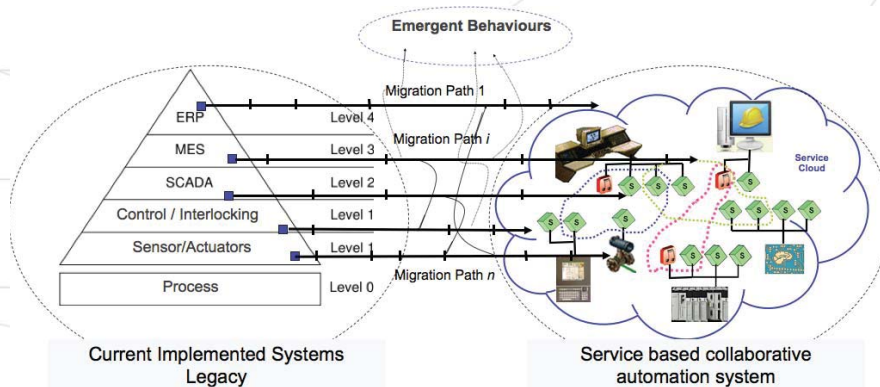 Emergent Behaviours
Migration Path 1
ERP
Level 4
Migration Path i
MES
Level 3
SCADA
Level 2
Control / Interlocking
Level 1
Sensor/Actuators
Level 1
Migration Path n
Process
Level 0
Service
Cloud
S
S
S
S
S
S
S
S
S
S
S
S
S
S
Current Implemented Systems
Legacy
Service based collaborative
automation system